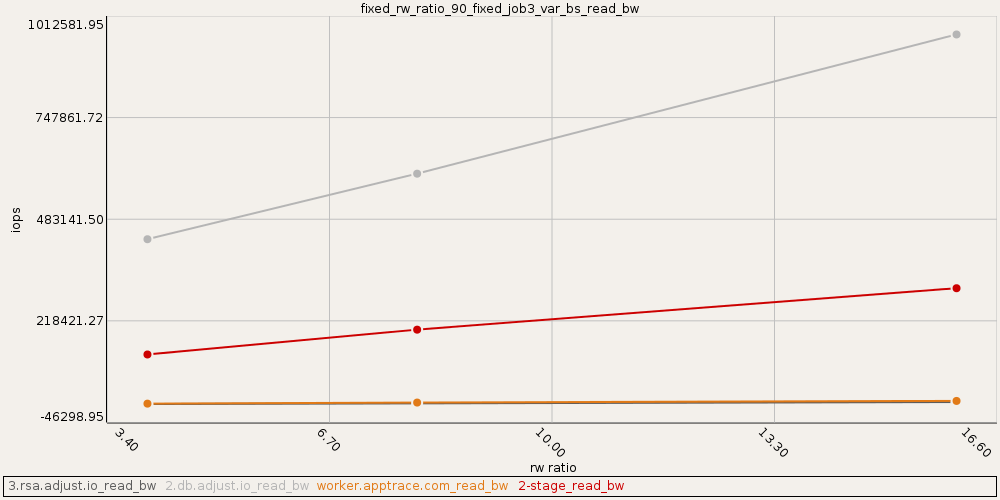 fixed_rw_ratio_90_fixed_job3_var_bs_read_bw
1012581.95
747861.72
iops
483141.50
218421.27
-46298.95
3.40 6.70 10.00 13.30 16.60
rw ratio
3.rsa.adjust.io_read_bw 2.db.adjust.io_read_bw worker.apptrace.com_read_bw 2-stage_read_bw